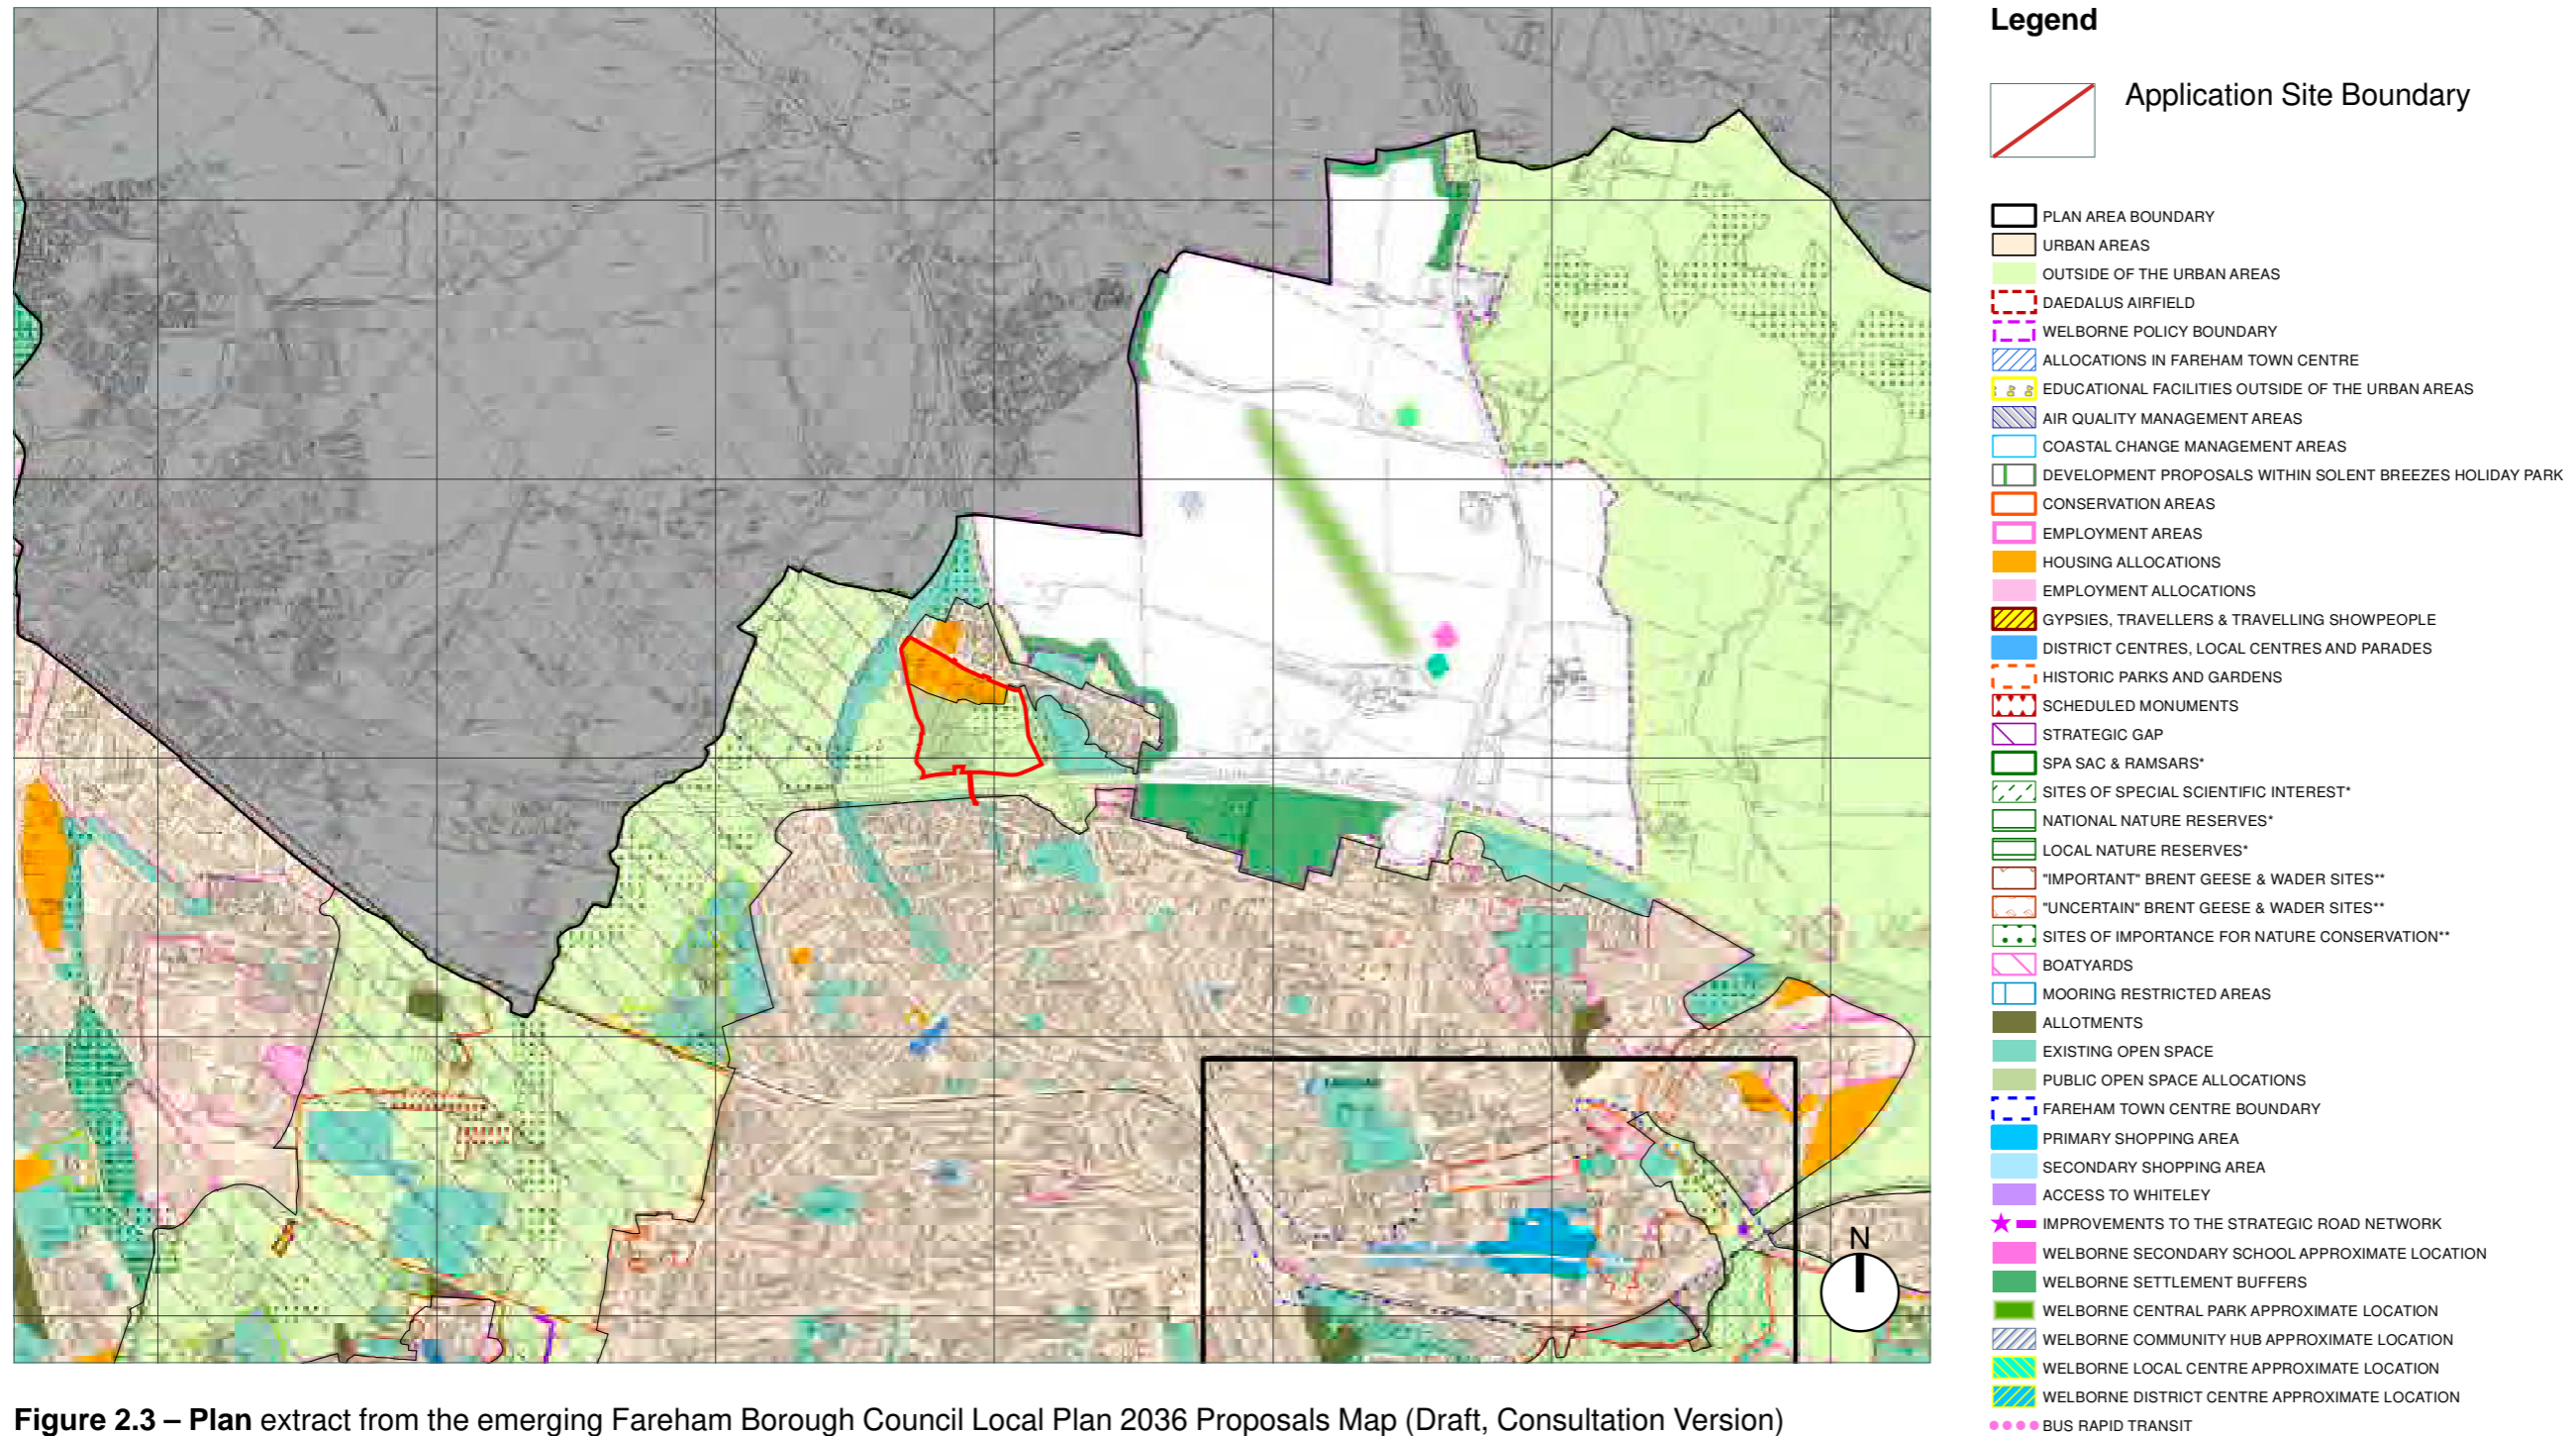 Legend
Application Site Boundary
PLAN AREA BOUNDARY
URBAN AREAS
OUTSIDE OF THE URBAN AREAS
DAEDALUS AIRFIELD
WELBORNE POLICY BOUNDARY
ALLOCATIONS IN FAREHAM TOWN CENTRE
EDUCATIONAL FACILITIES OUTSIDE OF THE URBAN AREAS
AIR QUALITY MANAGEMENT AREAS
COASTAL CHANGE MANAGEMENT AREAS
DEVELOPMENT PROPOSALS WITHIN SOLENT BREEZES HOLIDAY PARK
CONSERVATION AREAS
EMPLOYMENT AREAS
HOUSING ALLOCATIONS
EMPLOYMENT ALLOCATIONS
GYPSIES, TRAVELLERS & TRAVELLING SHOWPEOPLE
DISTRICT CENTRES, LOCAL CENTRES AND PARADES
HISTORIC PARKS AND GARDENS
SCHEDULED MONUMENTS
STRATEGIC GAP
SPA SAC & RAMSARS*
SITES OF SPECIAL SCIENTIFIC INTEREST*
NATIONAL NATURE RESERVES*
LOCAL NATURE RESERVES*
"IMPORTANT" BRENT GEESE & WADER SITES**
"UNCERTAIN" BRENT GEESE & WADER SITES**
SITES OF IMPORTANCE FOR NATURE CONSERVATION**
BOATYARDS
MOORING RESTRICTED AREAS
ALLOTMENTS
EXISTING OPEN SPACE
PUBLIC OPEN SPACE ALLOCATIONS
FAREHAM TOWN CENTRE BOUNDARY
PRIMARY SHOPPING AREA
SECONDARY SHOPPING AREA
ACCESS TO WHITELEY
IMPROVEMENTS TO THE STRATEGIC ROAD NETWORK
WELBORNE SECONDARY SCHOOL APPROXIMATE LOCATION
WELBORNE SETTLEMENT BUFFERS
WELBORNE CENTRAL PARK APPROXIMATE LOCATION
WELBORNE COMMUNITY HUB APPROXIMATE LOCATION
WELBORNE LOCAL CENTRE APPROXIMATE LOCATION
WELBORNE DISTRICT CENTRE APPROXIMATE LOCATION
BUS RAPID TRANSIT
N
Figure 2.3 – Plan extract from the emerging Fareham Borough Council Local Plan 2036 Proposals Map (Draft, Consultation Version)